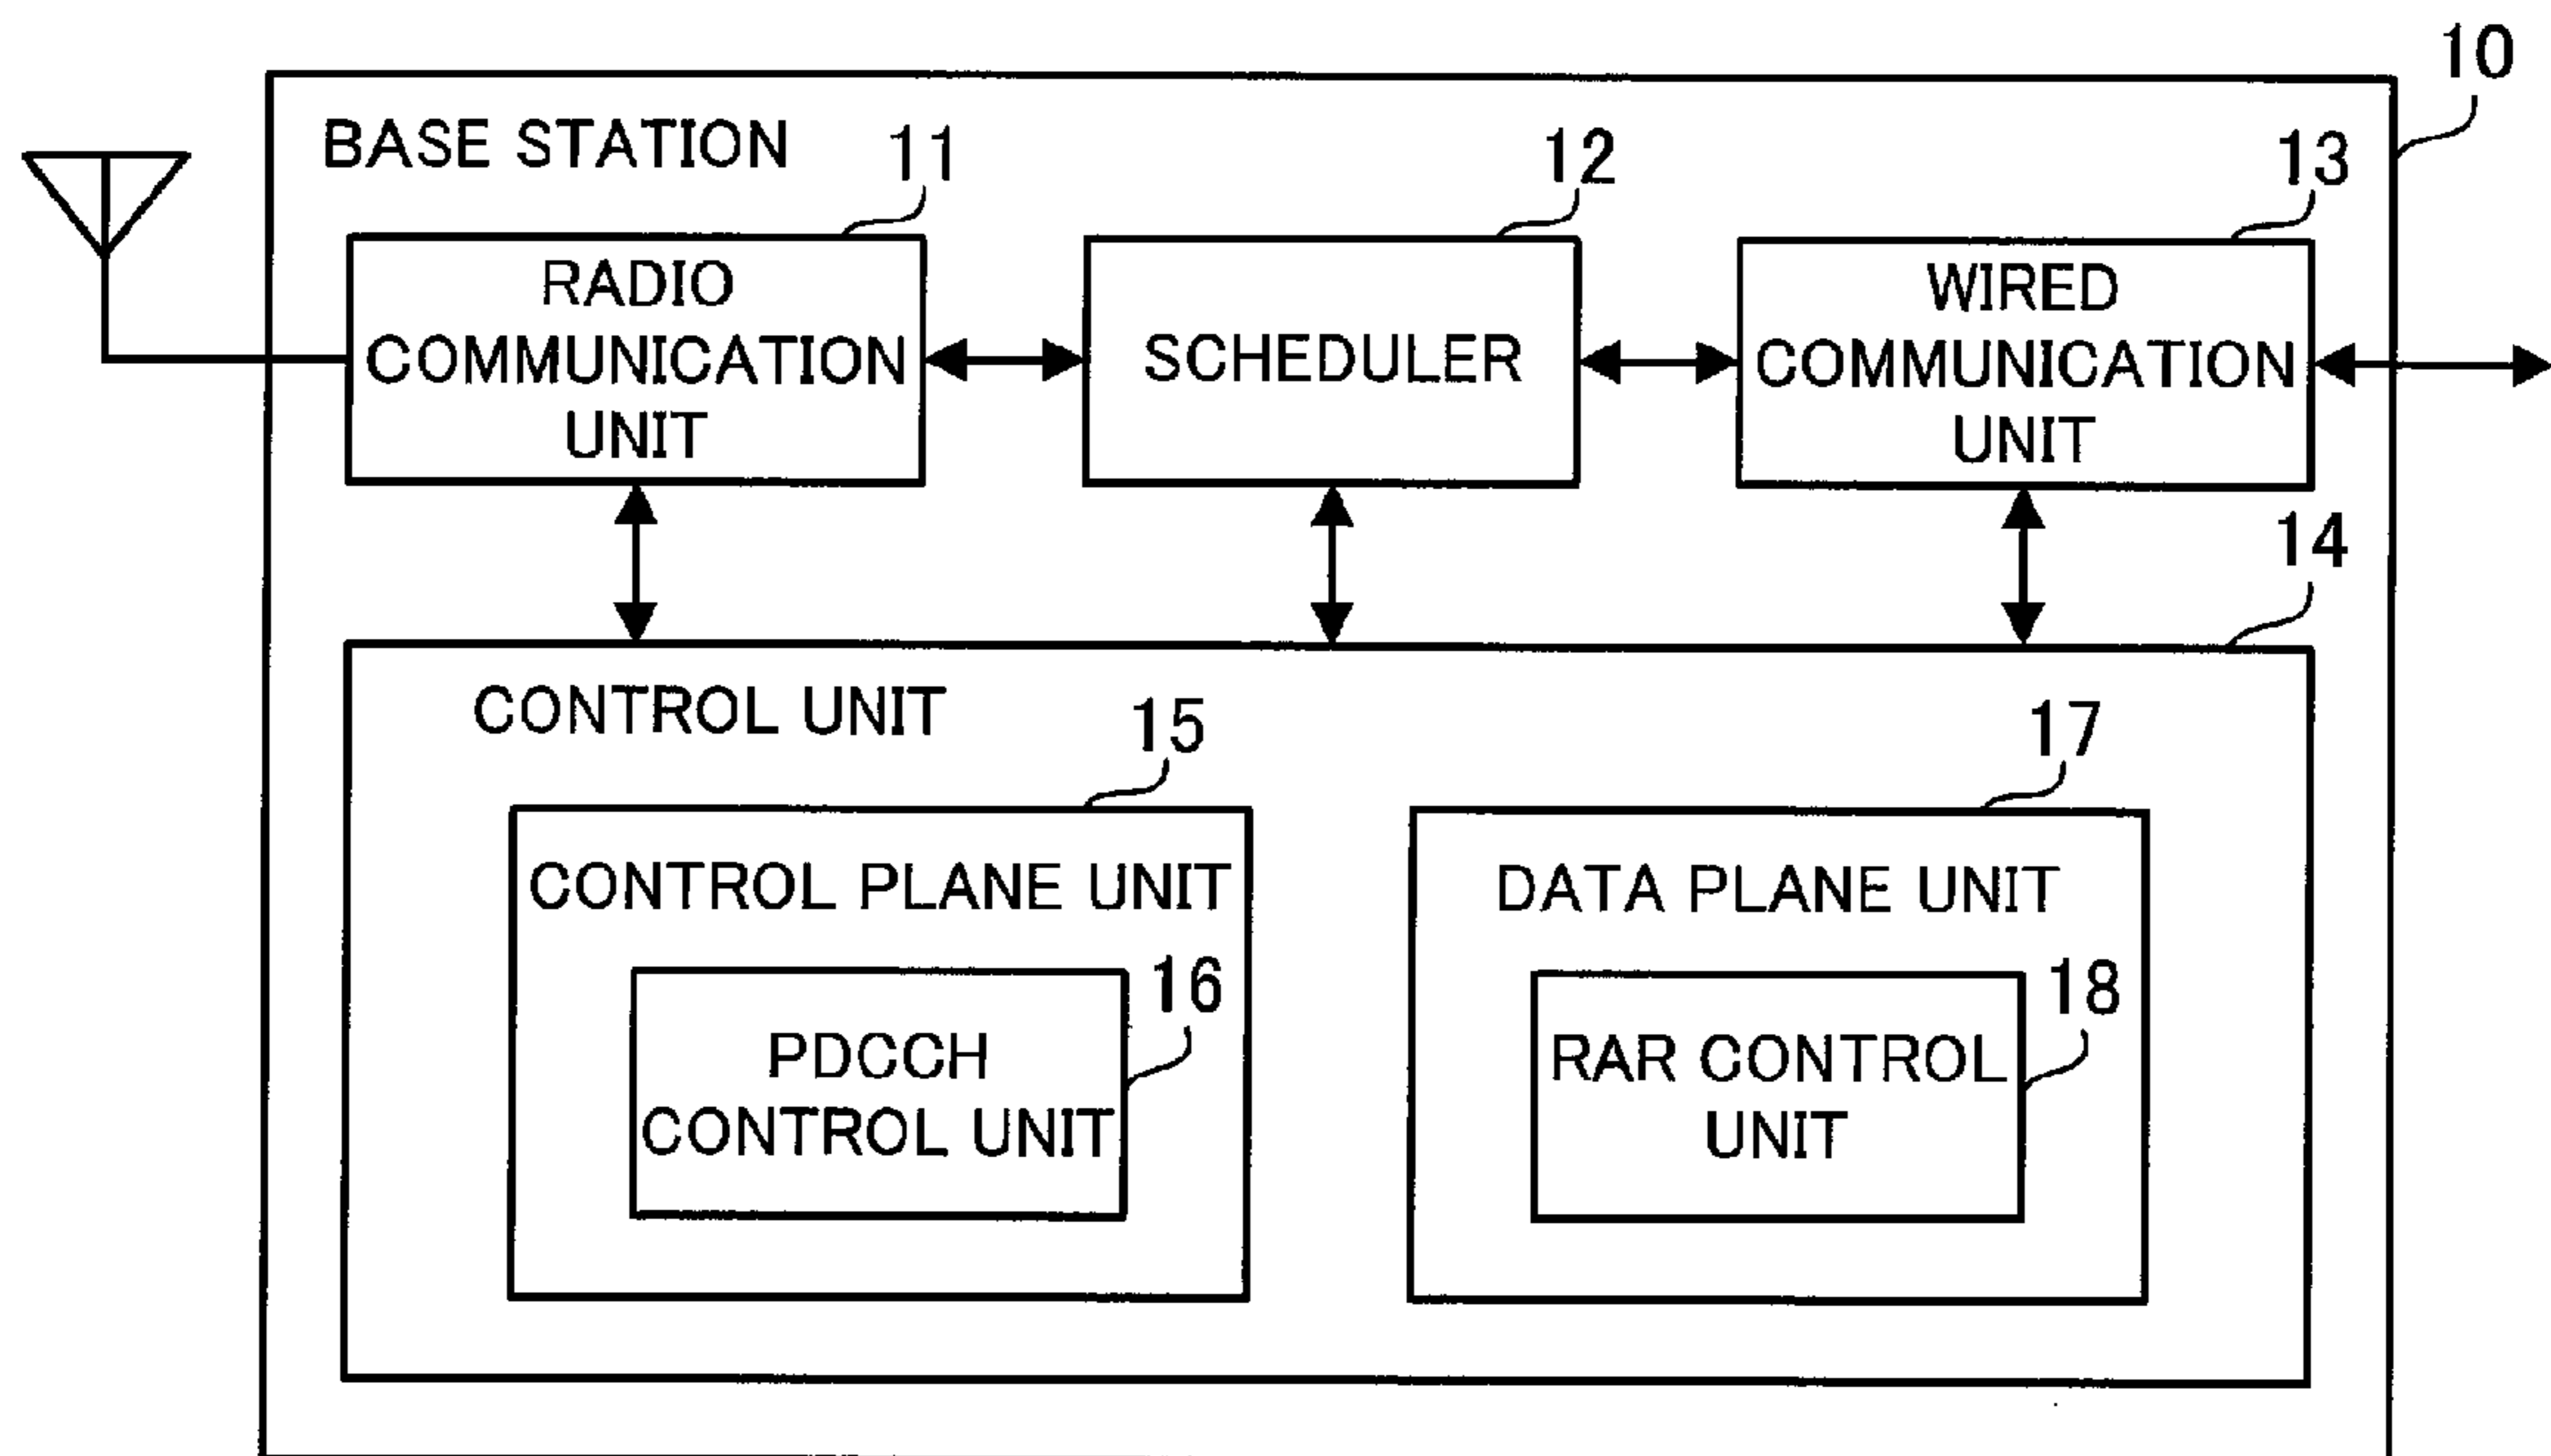 10
BASE STATION
11
12
13
RADIO
COMMUNICATION
UNIT
SCHEDULER
WIRED
COMMUNICATION
UNIT
14
CONTROL UNIT
15
17
CONTROL PLANE UNIT
DATA PLANE UNIT
16
18
PDCCH
CONTROL UNIT
RAR CONTROL
UNIT